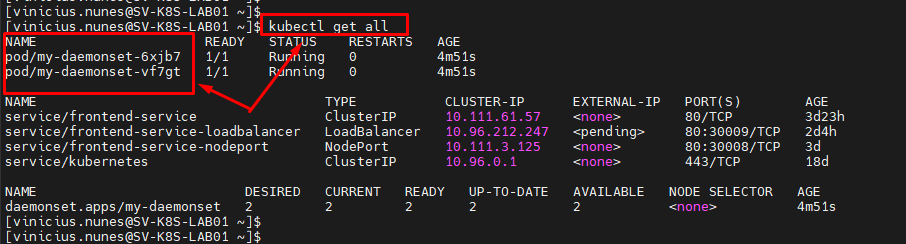 [vinicius.nunes@SV-K8S-LAB01 ~]$
[vinicius.nunes@SV-K8S-LAB01 ~]$ kubectl get all
NAME READY STATUS RESTARTS AGE
pod/my-daemonset-6xjb7 1/1 Running 0 4m51s
pod/my-daemonset-vf7gt 1/1 Running 0 4m51s
NAME TYPE CLUSTER-IP EXTERNAL-IP PORT(S) AGE
service/frontend-service ClusterIP 10.111.61.57 <none> 80/TCP 3d23h
service/frontend-service-loadbalancer LoadBalancer 10.96.212.247 <pending> 80:30009/TCP 2d4h
service/frontend-service-nodeport NodePort 10.111.3.125 <none> 80:30008/TCP 3d
service/kubernetes ClusterIP 10.96.0.1 <none> 443/TCP 18d
NAME DESIRED CURRENT READY UP-TO-DATE AVAILABLE NODE SELECTOR AGE
daemonset.apps/my-daemonset 2 2 2 2 2 <none> 4m51s
[vinicius.nunes@SV-K8S-LAB01 ~]$
[vinicius.nunes@SV-K8S-LAB01 ~]$